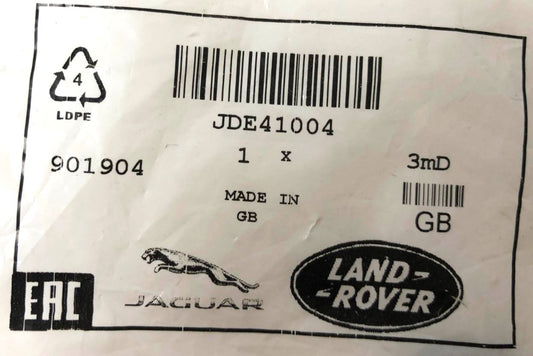 4
LDPE
JDE41004
901904
1 x
3mD
MADE IN
GB
GB
EAC
JAGUAR
LAND-
-ROVER